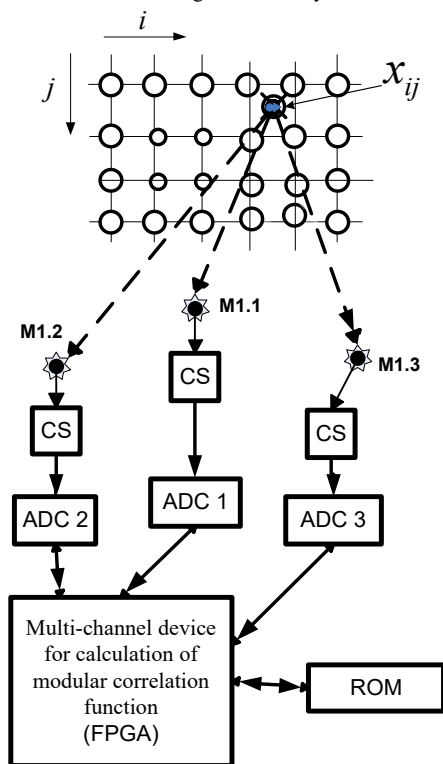 i
j
x_{ij}
M1.1
M1.2
M1.3
CS
CS
CS
ADC 1
ADC 2
ADC 3
Multi-channel device
for calculation of
modular correlation
function
(FPGA)
ROM